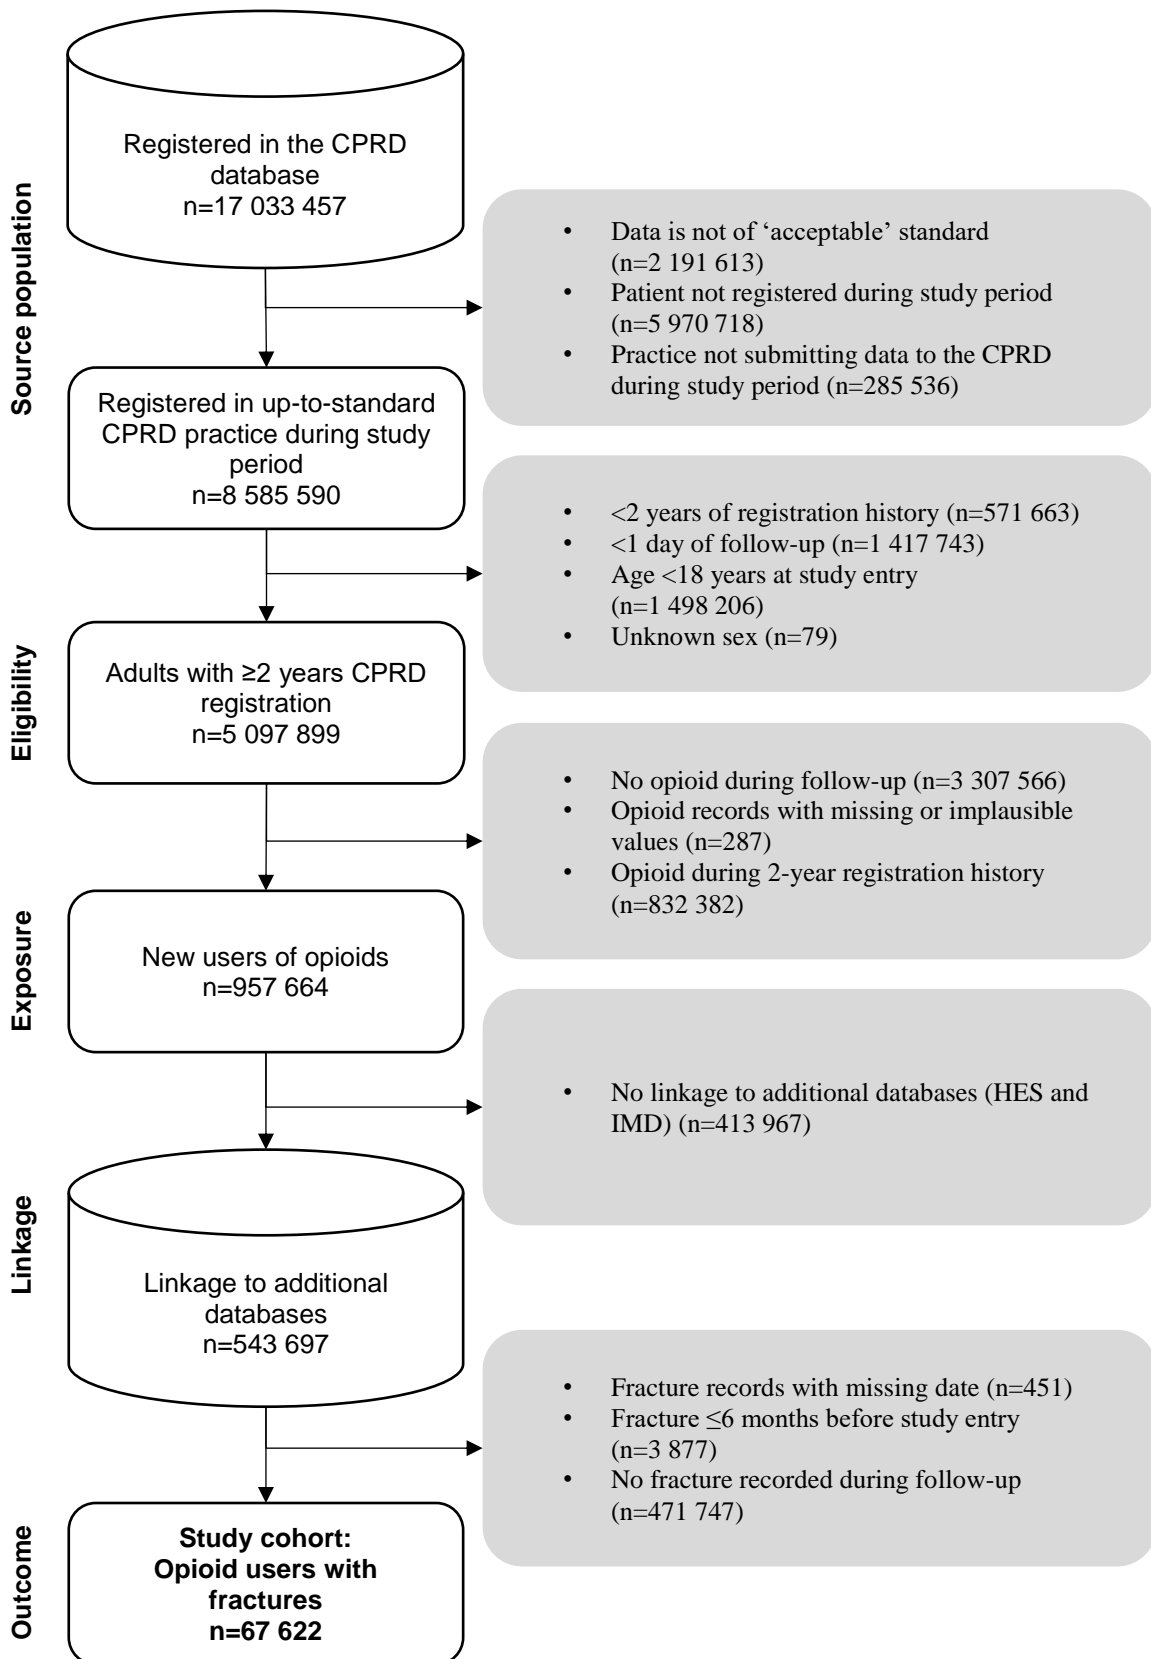 Source population
Registered in the CPRD
database
n=17 033 457
• Data is not of ‘acceptable’ standard
(n=2 191 613)
• Patient not registered during study period
(n=5 970 718)
• Practice not submitting data to the CPRD
during study period (n=285 536)
Registered in up-to-standard
CPRD practice during study
period
n=8 585 590
Eligibility
• <2 years of registration history (n=571 663)
• <1 day of follow-up (n=1 417 743)
• Age <18 years at study entry
(n=1 498 206)
• Unknown sex (n=79)
Adults with ≥2 years CPRD
registration
n=5 097 899
Exposure
• No opioid during follow-up (n=3 307 566)
• Opioid records with missing or implausible
values (n=287)
• Opioid during 2-year registration history
(n=832 382)
New users of opioids
n=957 664
Linkage
• No linkage to additional databases (HES and
IMD) (n=413 967)
Linkage to additional
databases
n=543 697
Outcome
• Fracture records with missing date (n=451)
• Fracture ≤6 months before study entry
(n=3 877)
• No fracture recorded during follow-up
(n=471 747)
Study cohort:
Opioid users with
fractures
n=67 622